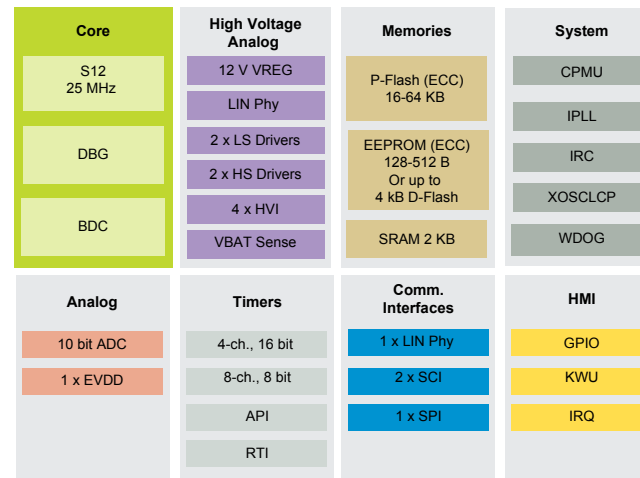 Core
S12
25 MHz
DBG
BDC
High Voltage
Analog
12 V VREG
LIN Phy
2 x LS Drivers
2 x HS Drivers
4 x HVI
VBAT Sense
Memories
P-Flash (ECC)
16-64 KB
EEPROM (ECC)
128-512 B
Or up to
4 kB D-Flash
SRAM 2 KB
System
CPMU
IPLL
IRC
XOSCLCP
WDOG
Analog
10 bit ADC
1 x EVDD
Timers
4-ch., 16 bit
8-ch., 8 bit
API
RTI
Comm.
Interfaces
1 x LIN Phy
2 x SCI
1 x SPI
HMI
GPIO
KWU
IRQ